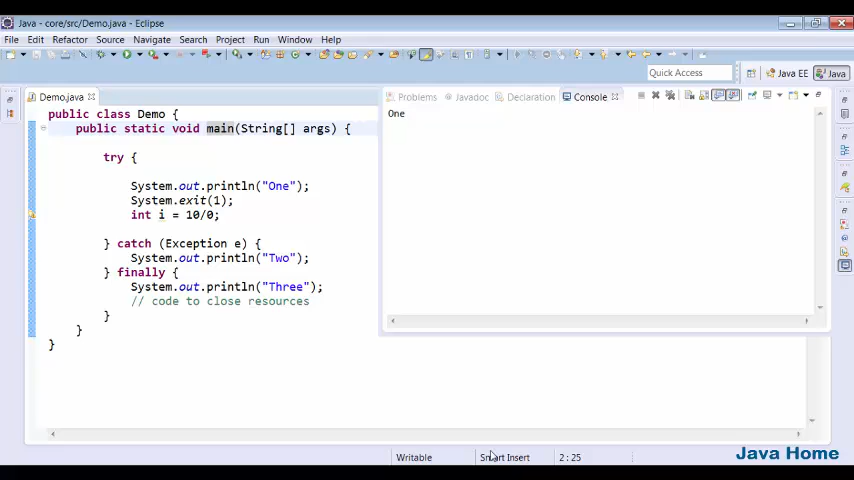 Java - core/src/Demo.java - Eclipse
File Edit Refactor Source Navigate Search Project Run Window Help
Quick Access Java EE Java
Demo.java
Problems Javadoc Declaration Console
public class Demo {
public static void main(String[] args) {
try {
System.out.println("One");
System.exit(1);
int i = 10/0;
} catch (Exception e) {
System.out.println("Two");
} finally {
System.out.println("Three");
// code to close resources
}
}
}
One
Writable Smart Insert 2 : 25
Java Home